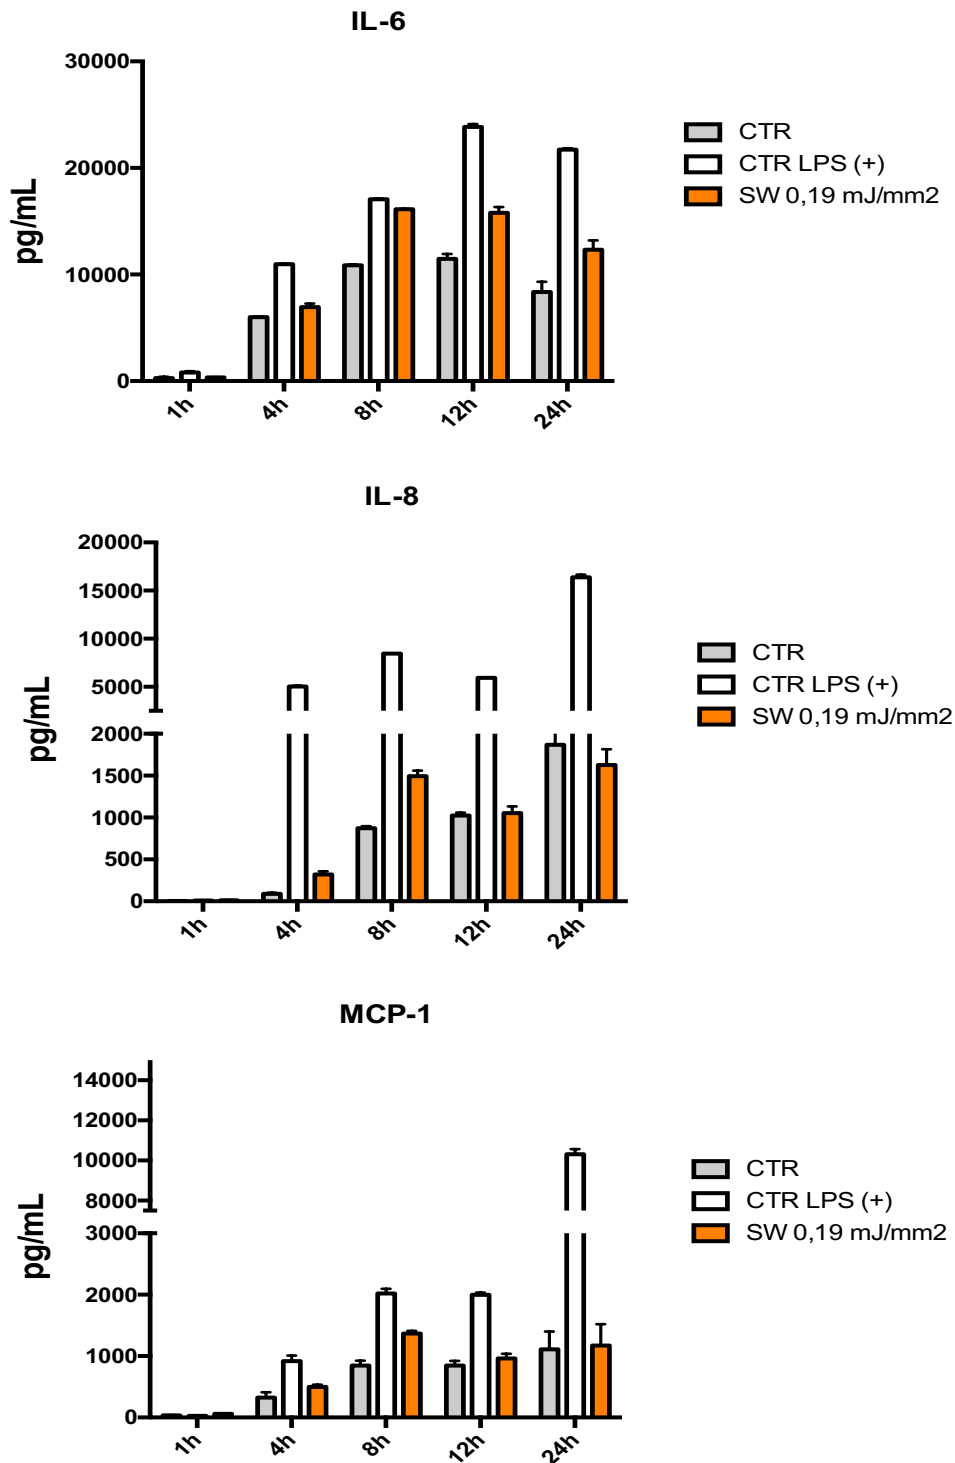 IL-6
30000
20000
10000
0
pg/mL
1h
4h
8h
12h
24h
CTR
CTR LPS (+)
SW 0,19 mJ/mm2
IL-8
20000
15000
10000
5000
2000
1500
1000
500
0
pg/mL
1h
4h
8h
12h
24h
CTR
CTR LPS (+)
SW 0,19 mJ/mm2
MCP-1
14000
12000
10000
8000
3000
2000
1000
0
pg/mL
1h
4h
8h
12h
24h
CTR
CTR LPS (+)
SW 0,19 mJ/mm2